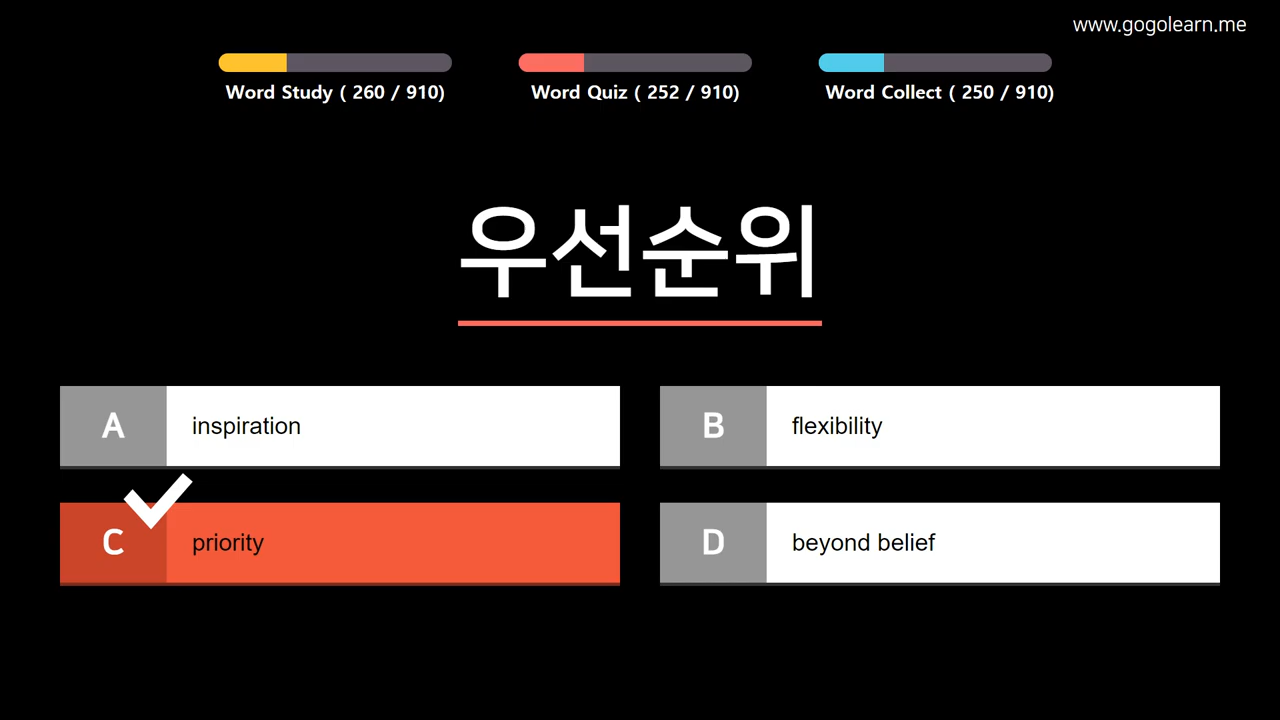 www.gogolearn.me
Word Study ( 260 / 910)
Word Quiz ( 252 / 910)
Word Collect ( 250 / 910)
우선순위
A inspiration
B flexibility
C priority
D beyond belief